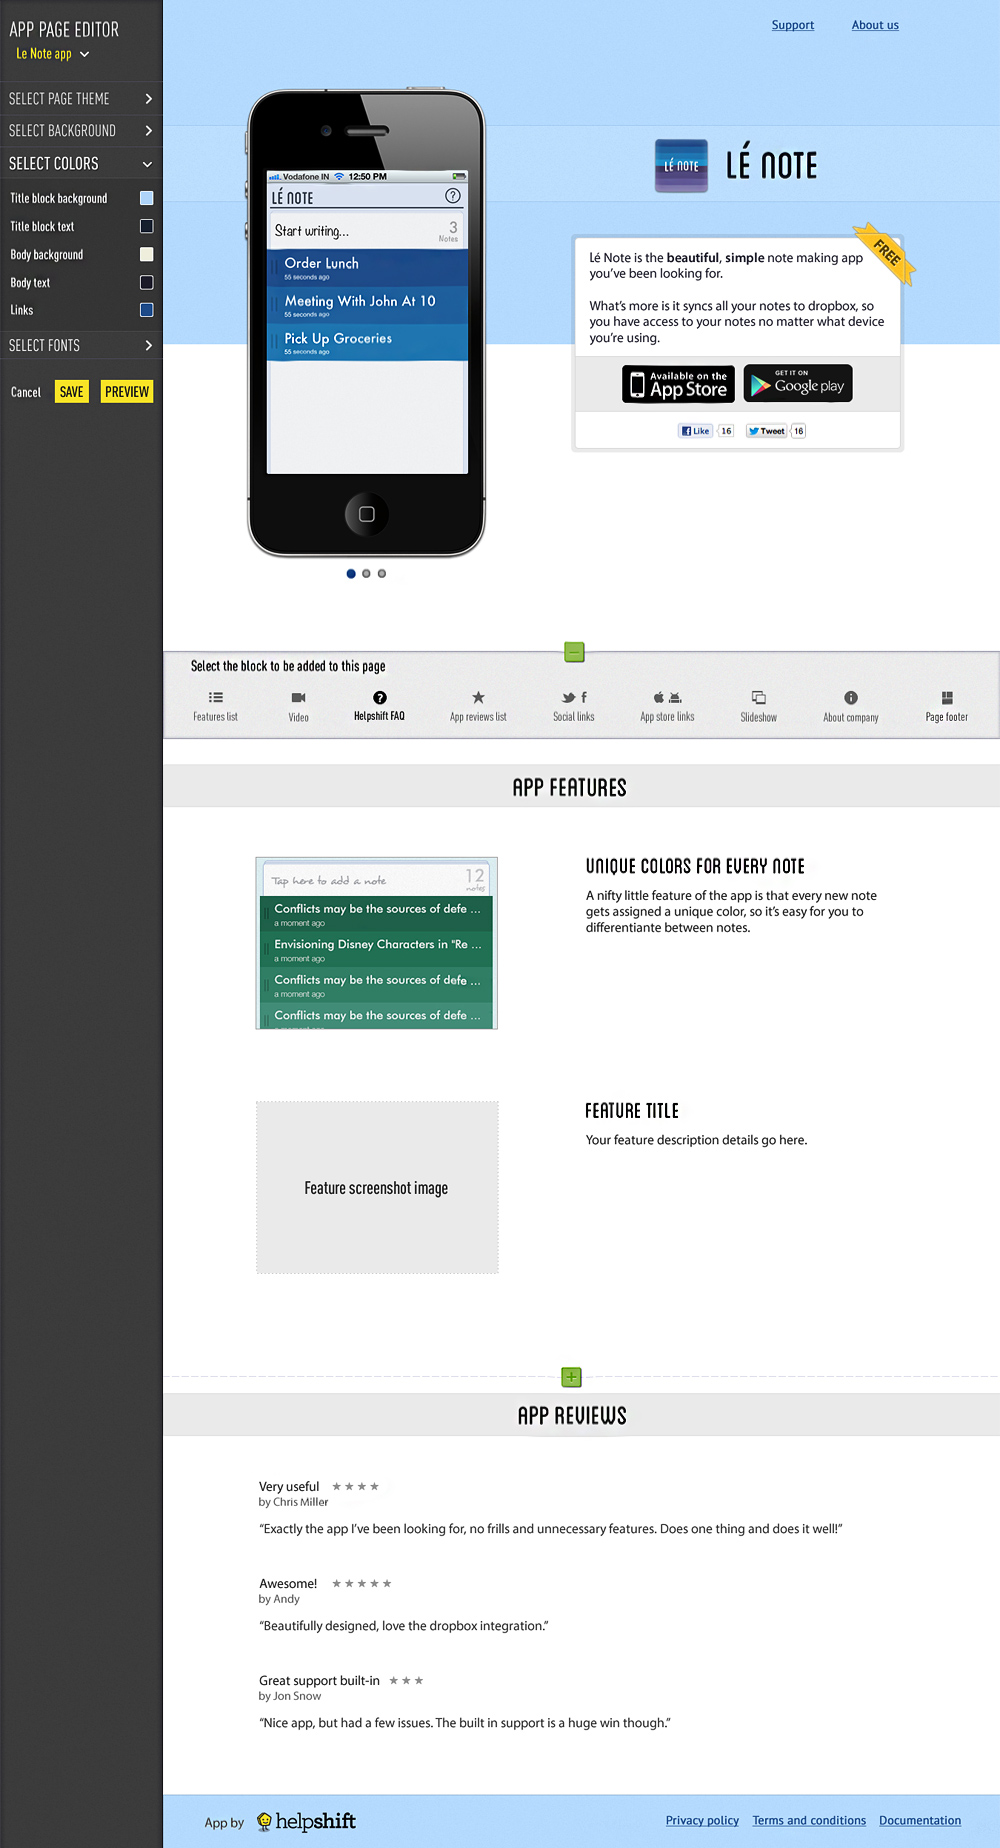 APP PAGE EDITOR
Le Note app
SELECT PAGE THEME
SELECT BACKGROUND
SELECT COLORS
Title block background
Title block text
Body background
Body text
Links
SELECT FONTS
Cancel SAVE PREVIEW
Support About us
Vodafone IN 12:50 PM
LÉ NOTE
?
Start writing...
3
Notes
Order Lunch
55 seconds ago
Meeting With John At 10
55 seconds ago
Pick Up Groceries
55 seconds ago
LÉ NOTE
LÉ NOTE
FREE
Lé Note is the beautiful, simple note making app
you've been looking for.
What's more is it syncs all your notes to dropbox, so
you have access to your notes no matter what device
you're using.
Available on the
App Store
GET IT ON
Google play
Like 16 Tweet 16
Select the block to be added to this page
Features list
Video
Helpshift FAQ
App reviews list
Social links
App store links
Slideshow
About company
Page footer
APP FEATURES
Tap here to add a note
12
notes
Conflicts may be the sources of defe ...
a moment ago
Envisioning Disney Characters in "Re ...
a moment ago
Conflicts may be the sources of defe ...
a moment ago
Conflicts may be the sources of defe ...
UNIQUE COLORS FOR EVERY NOTE
A nifty little feature of the app is that every new note
gets assigned a unique color, so it's easy for you to
differentiante between notes.
Feature screenshot image
FEATURE TITLE
Your feature description details go here.
APP REVIEWS
Very useful ★★★★
by Chris Miller
“Exactly the app I've been looking for, no frills and unnecessary features. Does one thing and does it well!”
Awesome! ★★★★★
by Andy
“Beautifully designed, love the dropbox integration.”
Great support built-in ★★★
by Jon Snow
“Nice app, but had a few issues. The built in support is a huge win though.”
App by helpshift
Privacy policy Terms and conditions Documentation